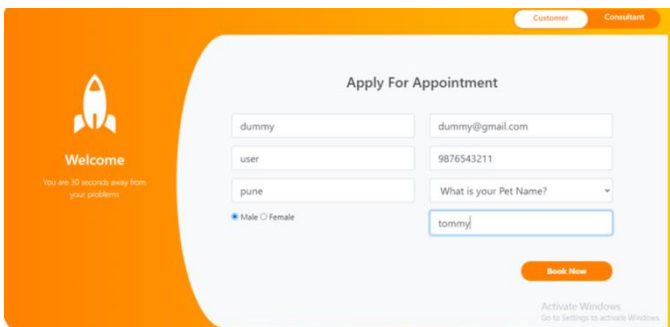 Customer Consultant
Apply For Appointment
Welcome
You are 30 seconds away from
your problems
dummy dummy@gmail.com
user 9876543211
pune What is your Pet Name?
Male Female tommy
Book Now
Activate Windows
Go to Settings to activate Windows.